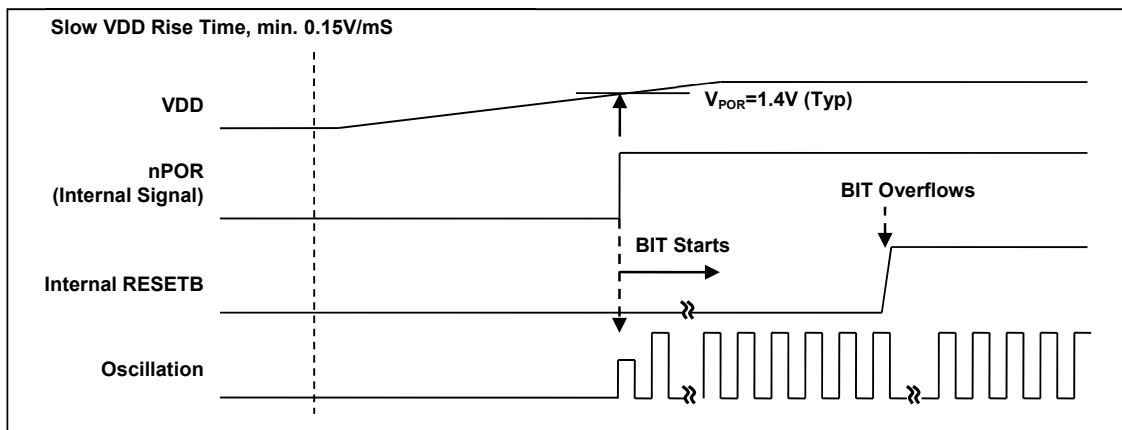 Slow VDD Rise Time, min. 0.15V/mS
VDD
V_POR=1.4V (Typ)
nPOR
(Internal Signal)
BIT Overflows
BIT Starts
Internal RESETB
Oscillation